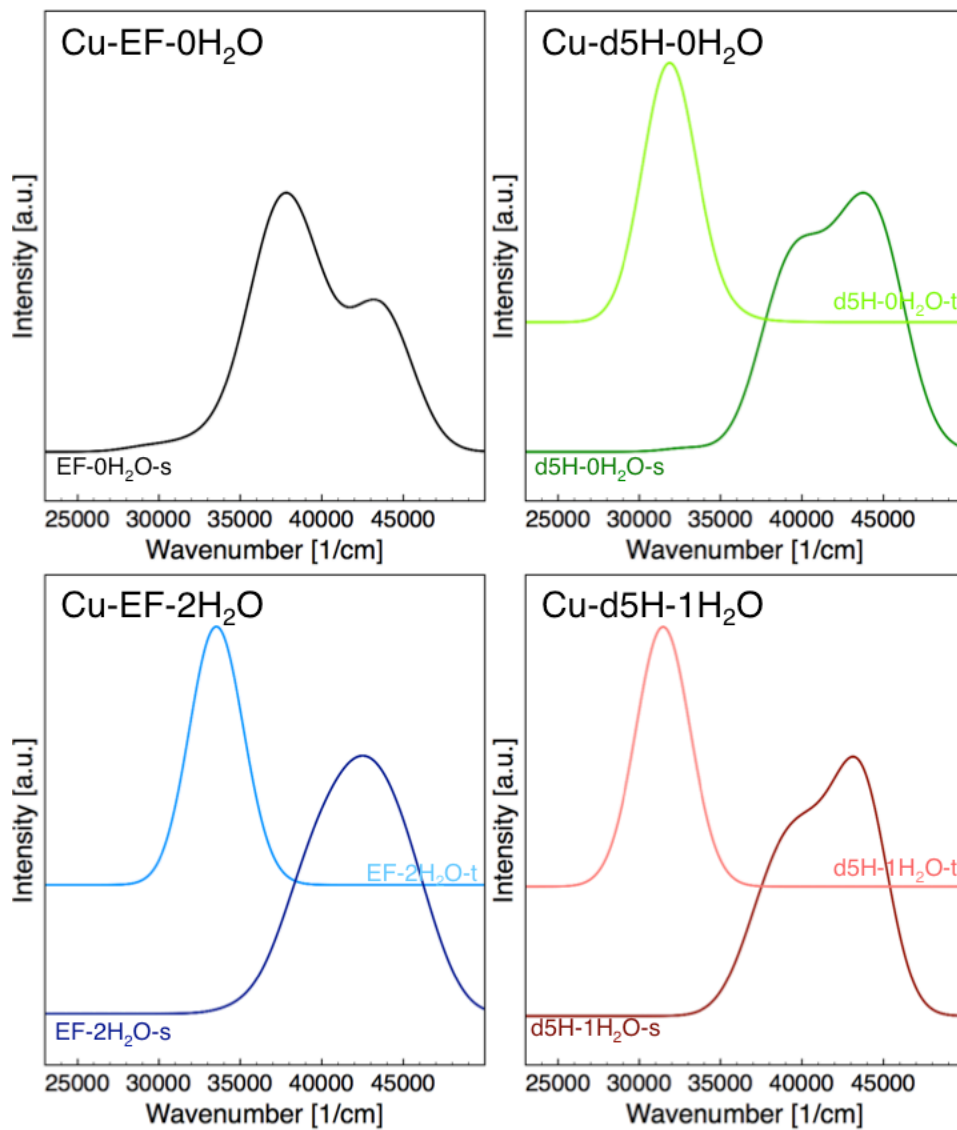 Cu-EF-0H₂O
Intensity [a.u.]
EF-0H₂O-s
25000 30000 35000 40000 45000
Wavenumber [1/cm]
Cu-d5H-0H₂O
Intensity [a.u.]
d5H-0H₂O-t
d5H-0H₂O-s
25000 30000 35000 40000 45000
Wavenumber [1/cm]
Cu-EF-2H₂O
Intensity [a.u.]
EF-2H₂O-t
EF-2H₂O-s
25000 30000 35000 40000 45000
Wavenumber [1/cm]
Cu-d5H-1H₂O
Intensity [a.u.]
d5H-1H₂O-t
d5H-1H₂O-s
25000 30000 35000 40000 45000
Wavenumber [1/cm]